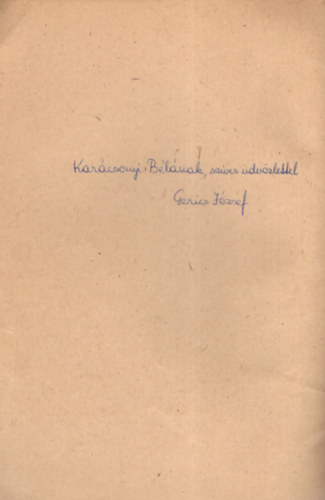 Karácsonyi Bélának, szíves üdvözlettel
Gerics József